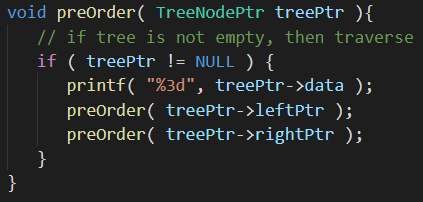 void preOrder( TreeNodePtr treePtr ){
    // if tree is not empty, then traverse
    if ( treePtr != NULL ) {
        printf( "%3d", treePtr->data );
        preOrder( treePtr->leftPtr );
        preOrder( treePtr->rightPtr );
    }
}